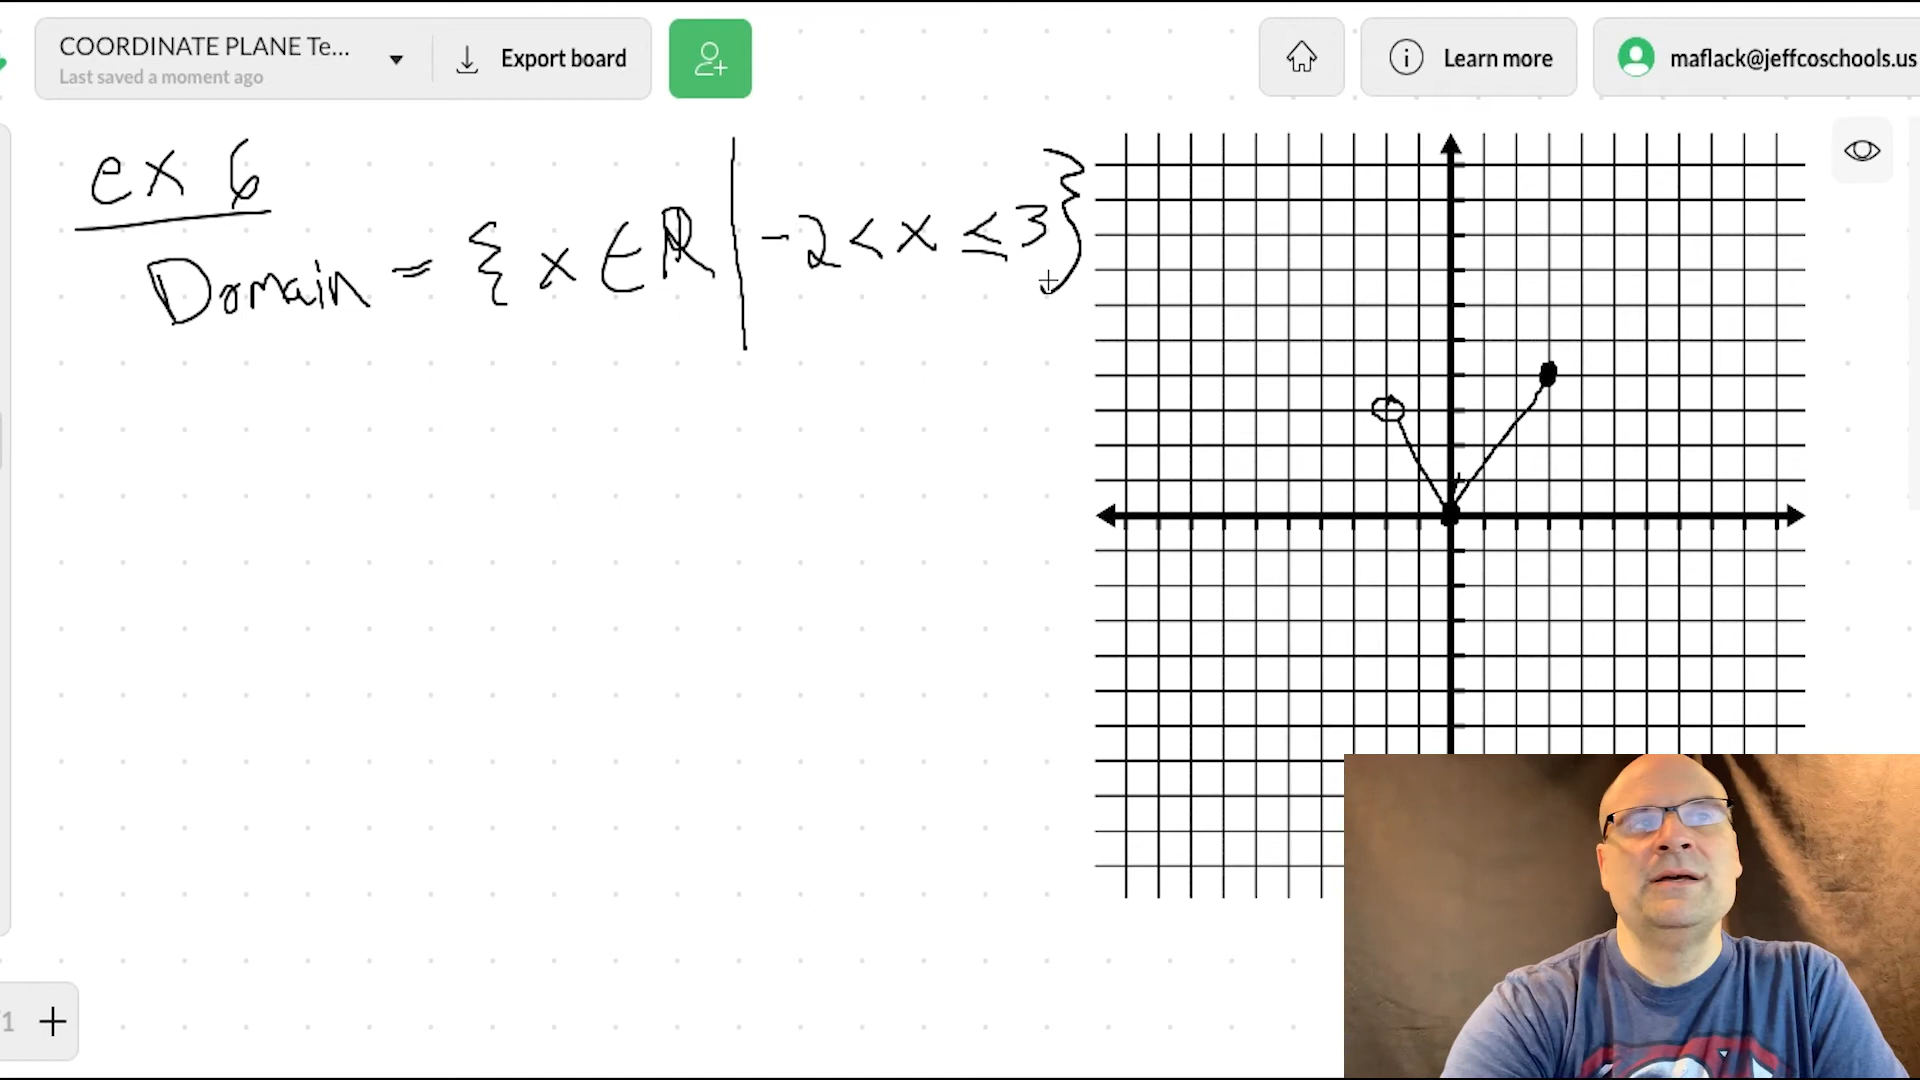 COORDINATE PLANE Te...
Last saved a moment ago
Export board
Learn more
maflack@jeffcoschools.us
ex 6
Domain = { x ∈ ℝ | -2 < x ≤ 3 }
1